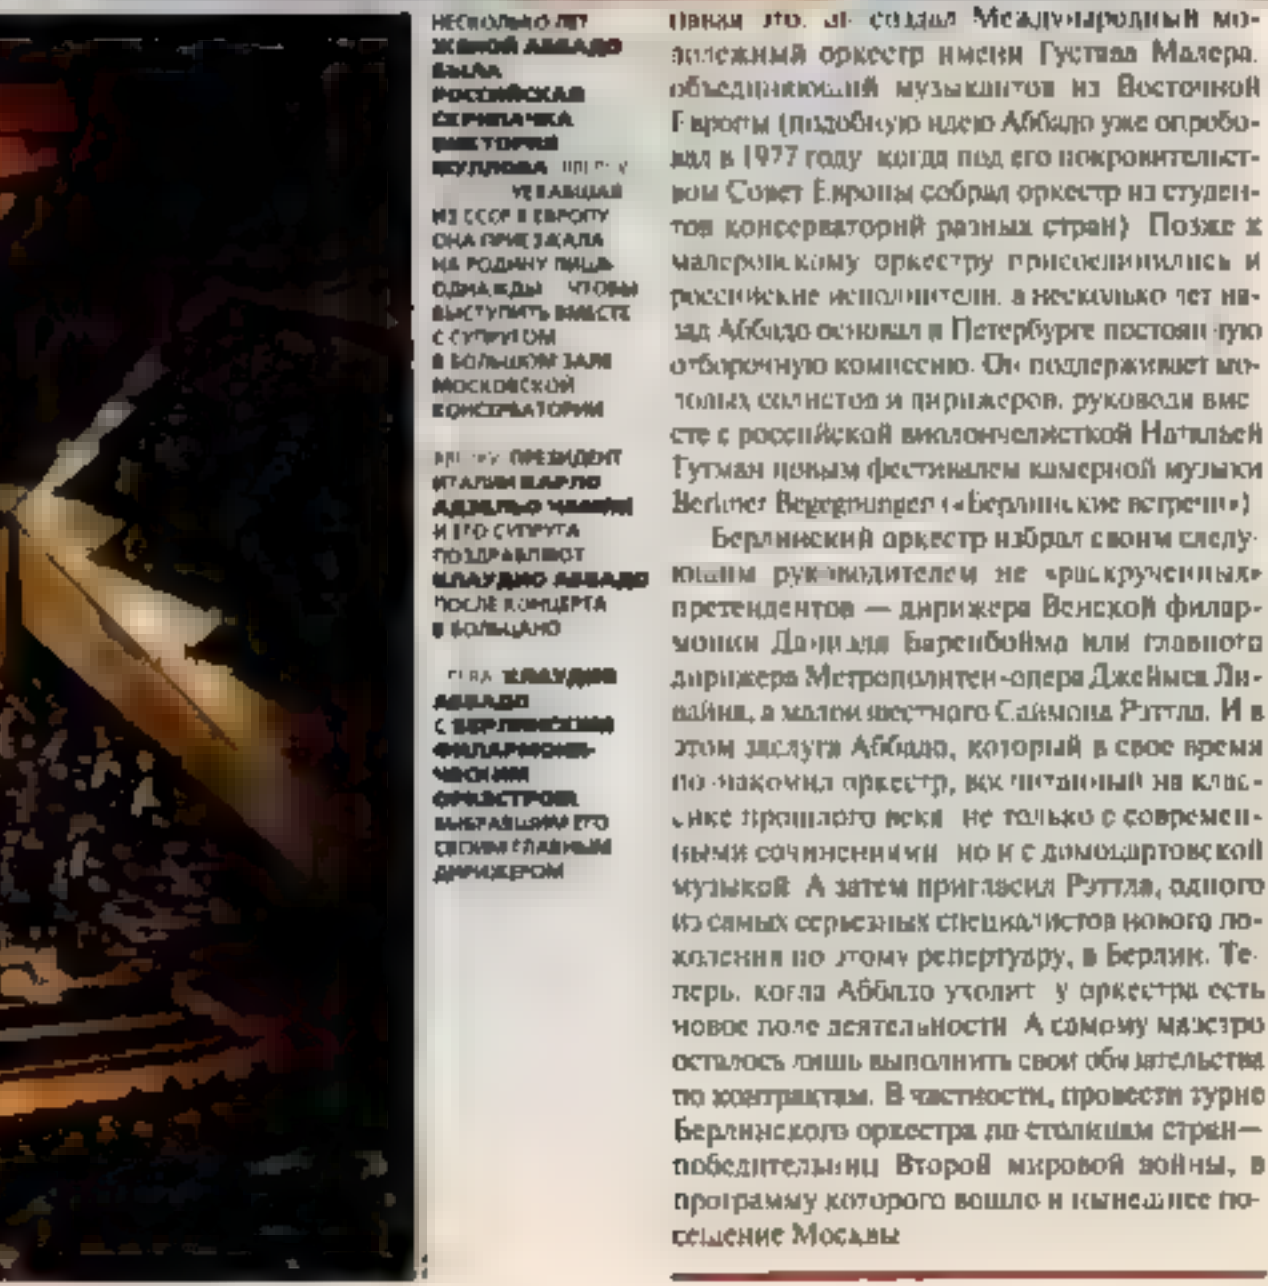 НЕСКОЛЬКО ЛЕТ
ЖЕНОЙ АББАДО
БЫЛА
РОССИЙСКАЯ
СКРИПАЧКА
ВИКТОРИЯ
МУЛЛОВА
УЕХАВШАЯ
ИЗ СССР В ЕВРОПУ
ОНА ПРИЕЗЖАЛА
НА РОДИНУ ЛИШЬ
ОДНАЖДЫ ЧТОБЫ
ВЫСТУПИТЬ ВМЕСТЕ
С СУПРУГОМ
В БОЛЬШОМ ЗАЛЕ
МОСКОВСКОЙ
КОНСЕРВАТОРИИ
ПРЕЗИДЕНТ
ИТАЛИИ КАРЛО
АДЗЕЛЬО ЧАМПИ
И ЕГО СУПРУГА
ПОЗДРАВЛЯЮТ
КЛАУДИО АББАДО
ПОСЛЕ КОНЦЕРТА
В БОЛЬЦАНО
КЛАУДИО
АББАДО
С БЕРЛИНСКИМ
ФИЛАРМОНИ-
ЧЕСКИМ
ОРКЕСТРОМ
ВЫБРАВШИМ ЕГО
СВОИМ ГЛАВНЫМ
ДИРИЖЕРОМ
это, он создал Международный мо-
лодежный оркестр имени Густава Малера,
объединяющий музыкантов из Восточной
Европы (подобную идею Аббадо уже опробо-
вал в 1977 году когда под его покровительст-
вом Совет Европы собрал оркестр из студен-
тов консерваторий разных стран) Позже к
малеровскому оркестру присоединились и
российские исполнители, а несколько лет на-
зад Аббадо основал в Петербурге постоянную
отборочную комиссию. Он поддерживает мо-
лодых солистов и дирижеров, руководя вме
сте с российской виолончелисткой Натальей
Гутман новым фестивалем камерной музыки
Berliner Begegnungen («Берлинские встречи»)
Берлинский оркестр избрал своим следу-
ющим руководителем не «раскрученных»
претендентов — дирижера Венской филар-
монии Даниэля Баренбойма или главного
дирижера Метрополитен-опера Джеймса Ли-
вайна, а малоизвестного Саймона Рэттла. И в
этом заслуга Аббадо, который в свое время
познакомил оркестр, воспитанный на клас-
сике прошлого века не только с современ-
ными сочинениями но и с домоцартовской
музыкой А затем пригласил Рэттла, одного
из самых серьезных специалистов нового по-
коления по этому репертуару, в Берлин. Те-
перь, когда Аббадо уходит у оркестра есть
новое поле деятельности А самому маэстро
осталось лишь выполнить свои обязательства
по контрактам. В частности, провести турне
Берлинского оркестра по столицам стран—
победительниц Второй мировой войны, в
программу которого вошло и нынешнее по-
сещение Москвы